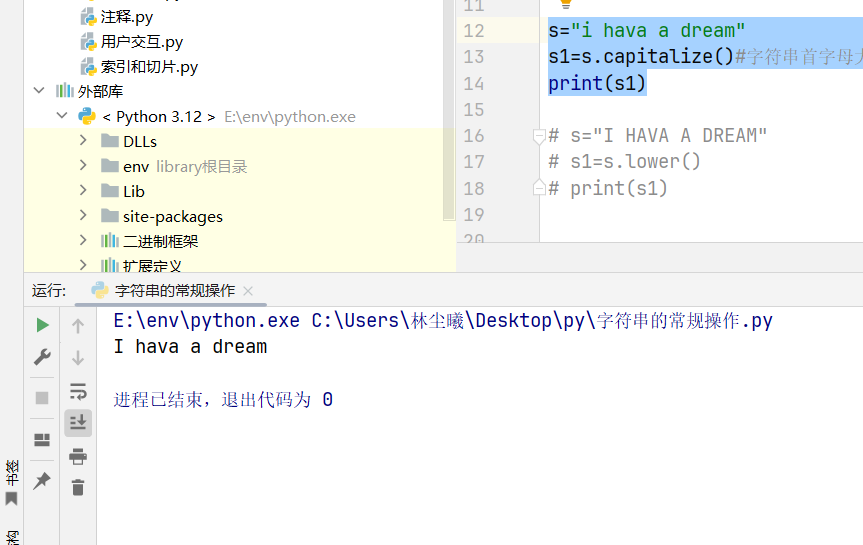 注释.py
用户交互.py
索引和切片.py
外部库
< Python 3.12 > E:\env\python.exe
DLLs
env library根目录
Lib
site-packages
二进制框架
扩展定义
11
12 s="i hava a dream"
13 s1=s.capitalize()#字符串首字母大
14 print(s1)
15
16 # s="I HAVA A DREAM"
17 # s1=s.lower()
18 # print(s1)
19
20
运行: 字符串的常规操作
E:\env\python.exe C:\Users\林尘曦\Desktop\py\字符串的常规操作.py
I hava a dream
进程已结束，退出代码为 0
书签